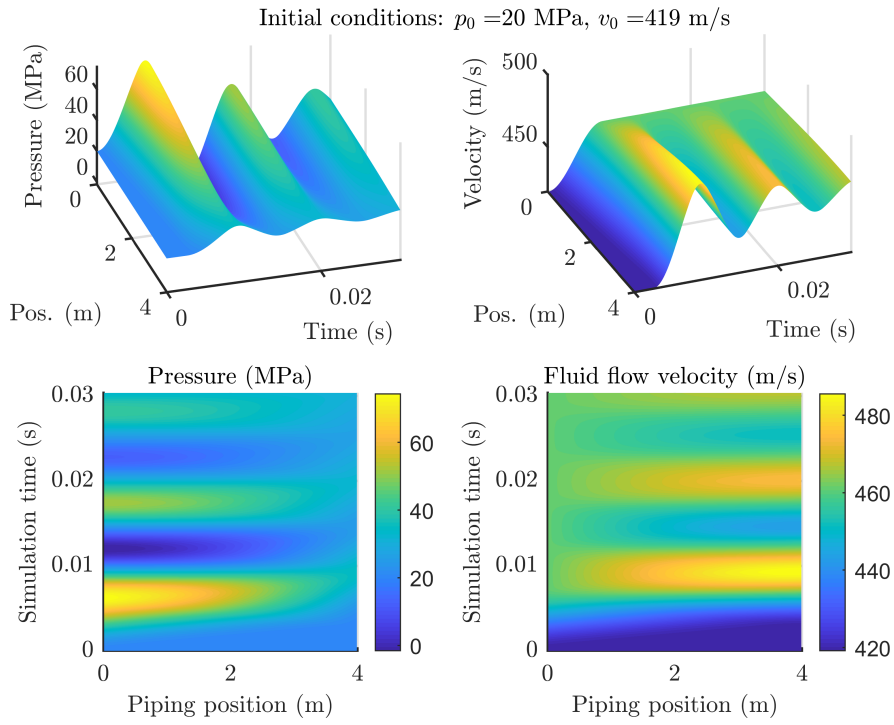 Initial conditions: p0 =20 MPa, v0 =419 m/s
Pressure (MPa)
60
40
20
0
0
2
4
Pos. (m)
0
0.02
Time (s)
Velocity (m/s)
500
450
0
2
4
Pos. (m)
0
0.02
Time (s)
Pressure (MPa)
Simulation time (s)
0.03
0.02
0.01
0
0
2
4
Piping position (m)
60
40
20
0
Fluid flow velocity (m/s)
Simulation time (s)
0.03
0.02
0.01
0
0
2
4
Piping position (m)
480
460
440
420